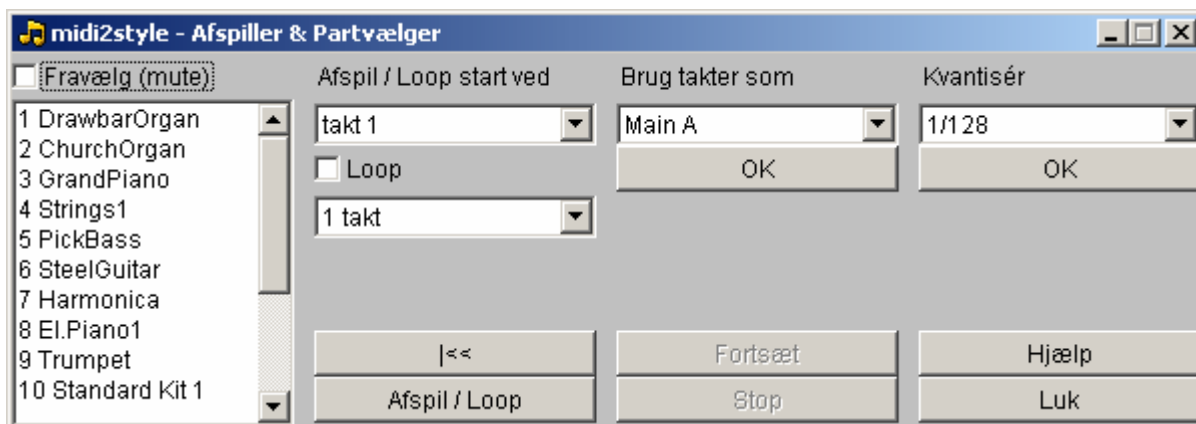 midi2style - Afspiller & Partvælger
Fravælg (mute)
1 DrawbarOrgan
2 ChurchOrgan
3 GrandPiano
4 Strings1
5 PickBass
6 SteelGuitar
7 Harmonica
8 El.Piano1
9 Trumpet
10 Standard Kit 1
Afspil / Loop start ved
takt 1
Loop
1 takt
|<<
Afspil / Loop
Brug takter som
Main A
OK
Fortsæt
Stop
Kvantisér
1/128
OK
Hjælp
Luk